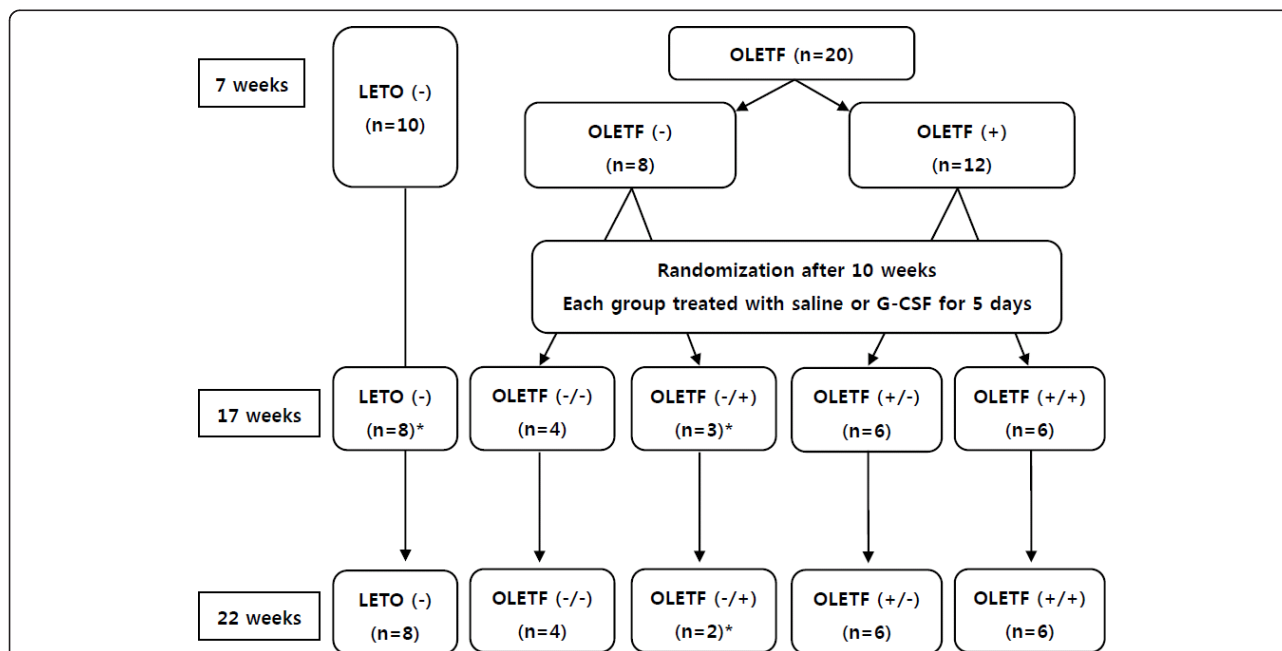 7 weeks
LETO (-)
(n=10)
OLETF (n=20)
OLETF (-)
(n=8)
OLETF (+)
(n=12)
Randomization after 10 weeks
Each group treated with saline or G-CSF for 5 days
17 weeks
LETO (-)
(n=8)*
OLETF (-/-)
(n=4)
OLETF (-/+)
(n=3)*
OLETF (+/-)
(n=6)
OLETF (+/+)
(n=6)
22 weeks
LETO (-)
(n=8)
OLETF (-/-)
(n=4)
OLETF (-/+)
(n=2)*
OLETF (+/-)
(n=6)
OLETF (+/+)
(n=6)